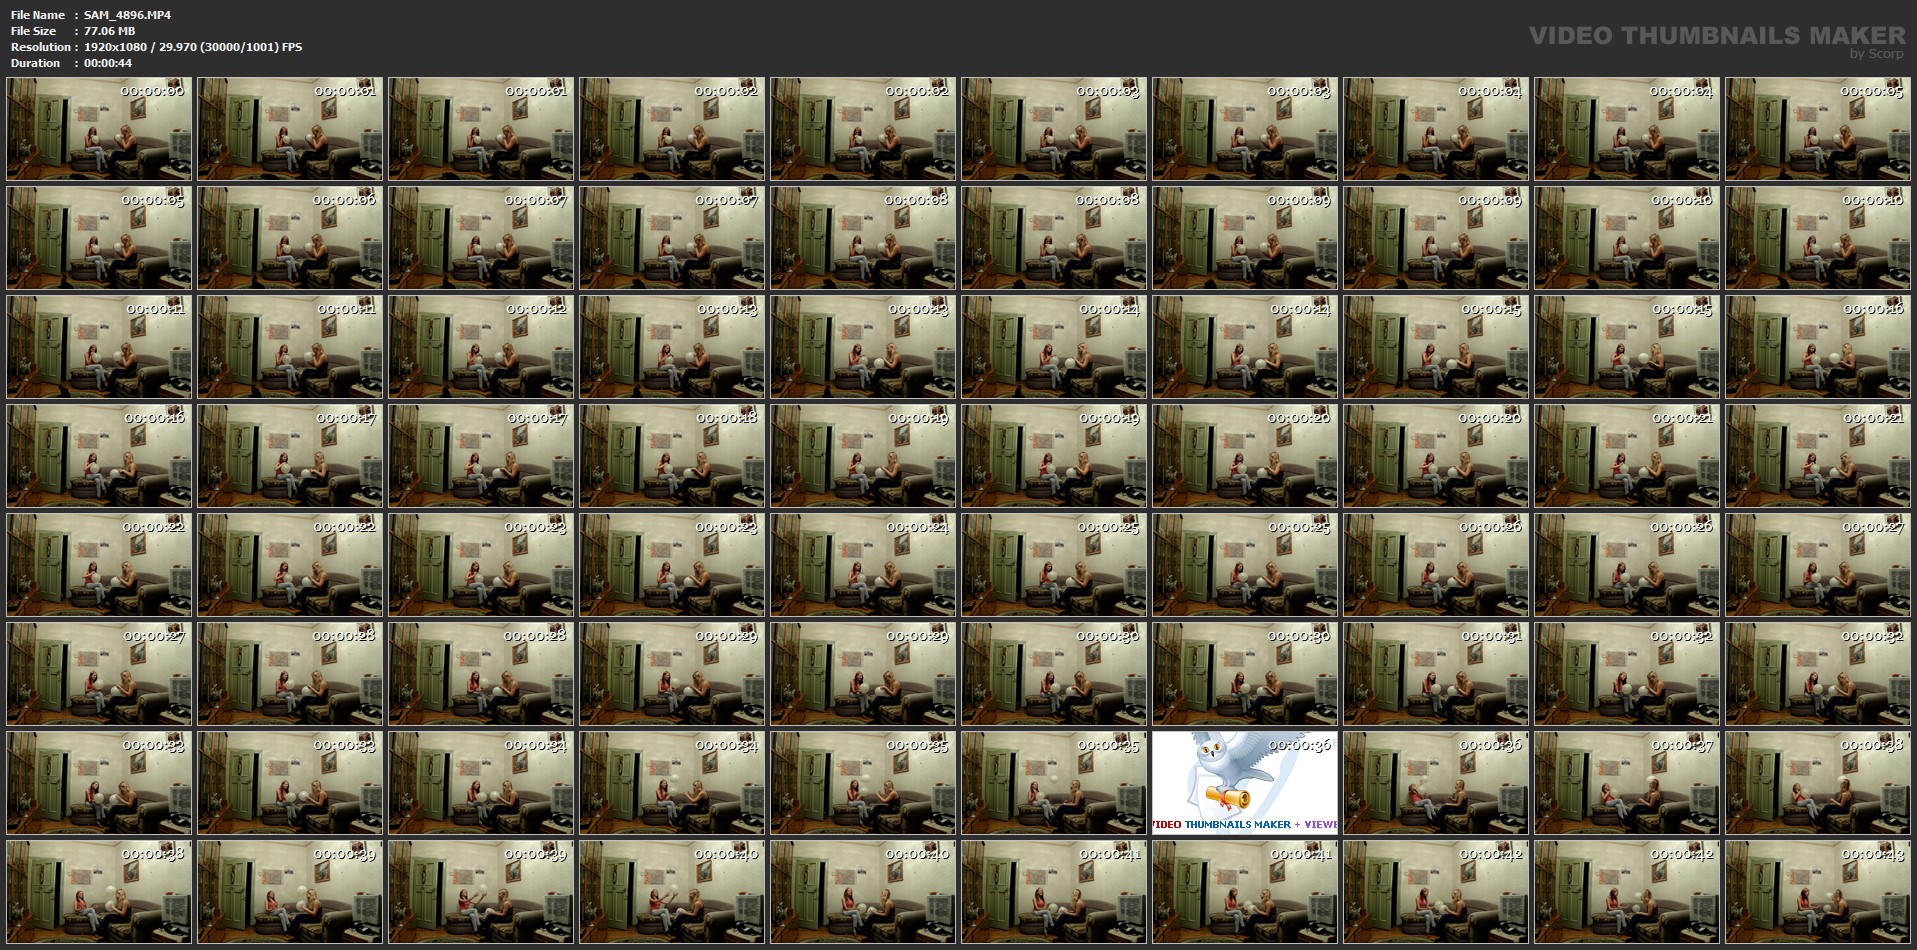 File Name : SAM_4896.MP4
VIDEO THUMBNAILS MAKER
File Size : 77.06 MB
Resolution : 1920x1080 / 29.970 (30000/1001) FPS
by Scorp
Duration : 00:00:44
00:00:00 00:00:01 00:00:01 00:00:02 00:00:02 00:00:03 00:00:03 00:00:04 00:00:04 00:00:05
00:00:05 00:00:06 00:00:07 00:00:07 00:00:08 00:00:08 00:00:09 00:00:09 00:00:10 00:00:10
00:00:11 00:00:11 00:00:12 00:00:13 00:00:13 00:00:14 00:00:14 00:00:15 00:00:15 00:00:16
00:00:16 00:00:17 00:00:17 00:00:18 00:00:19 00:00:19 00:00:20 00:00:20 00:00:21 00:00:21
00:00:22 00:00:22 00:00:23 00:00:23 00:00:24 00:00:25 00:00:25 00:00:26 00:00:26 00:00:27
00:00:27 00:00:28 00:00:28 00:00:29 00:00:29 00:00:30 00:00:30 00:00:31 00:00:32 00:00:32
00:00:33 00:00:33 00:00:34 00:00:34 00:00:35 00:00:35 00:00:36 00:00:36 00:00:37 00:00:38
VIDEO THUMBNAILS MAKER + VIEWE
00:00:38 00:00:39 00:00:39 00:00:40 00:00:40 00:00:41 00:00:41 00:00:42 00:00:42 00:00:43